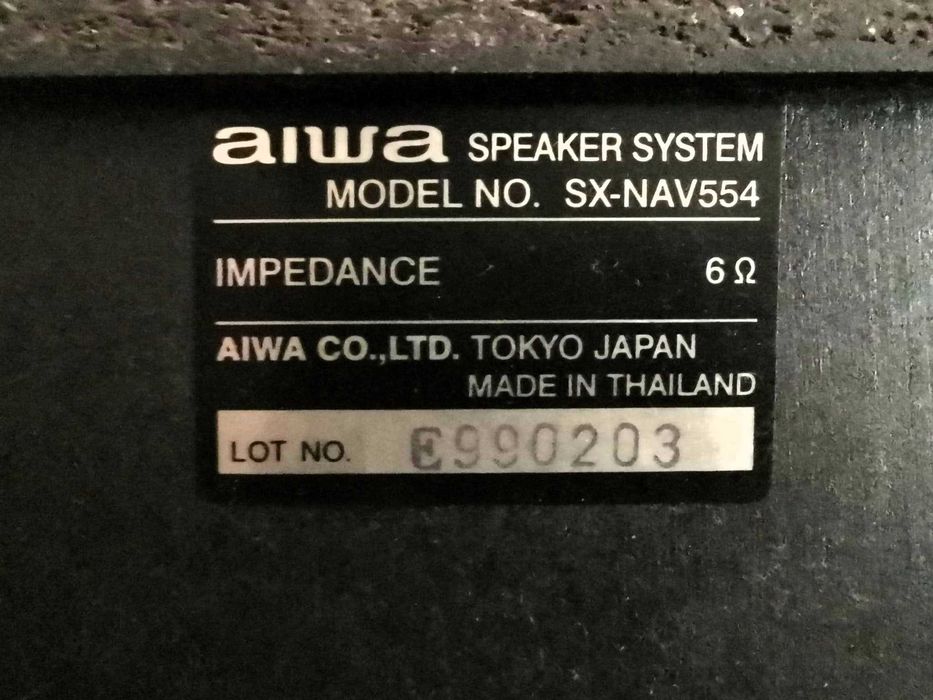 aiwa SPEAKER SYSTEM
MODEL NO. SX-NAV554
IMPEDANCE 6Ω
AIWA CO.,LTD. TOKYO JAPAN
MADE IN THAILAND
LOT NO. E990203